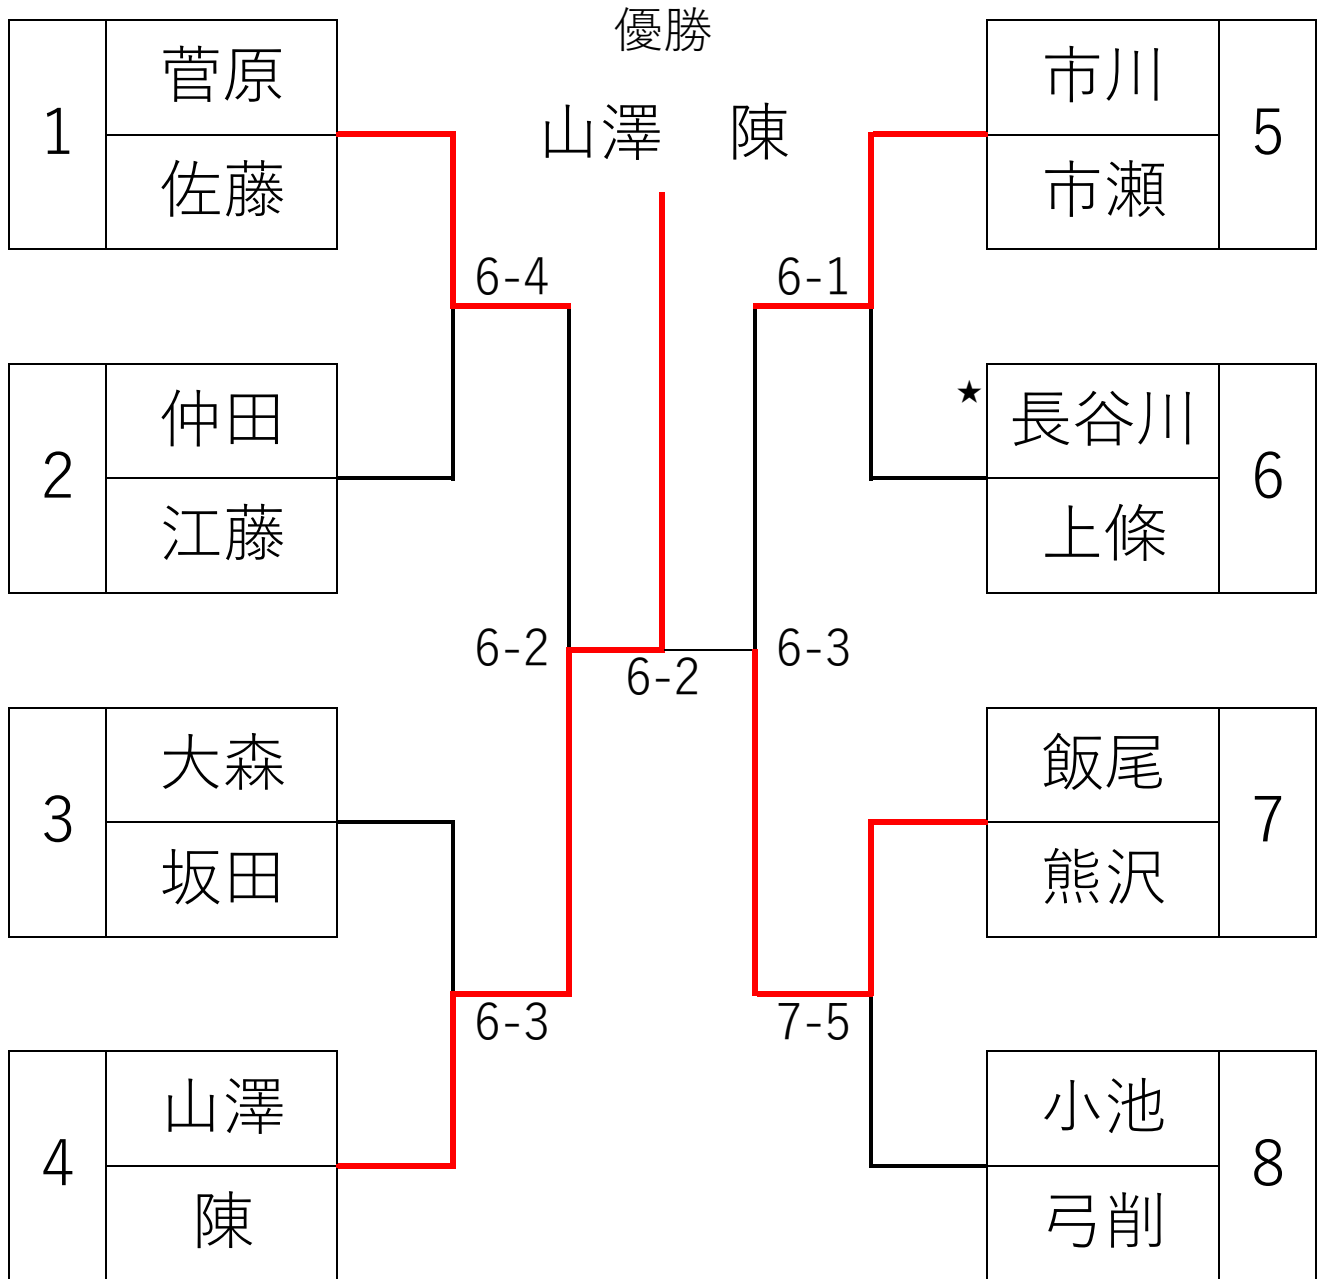 優勝
山澤 陳
1
菅原
佐藤
2
仲田
江藤
3
大森
坂田
4
山澤
陳
6-4
6-2
6-3
6-2
6-1
6-3
7-5
市川
市瀬
5
★
長谷川
上條
6
飯尾
熊沢
7
小池
弓削
8